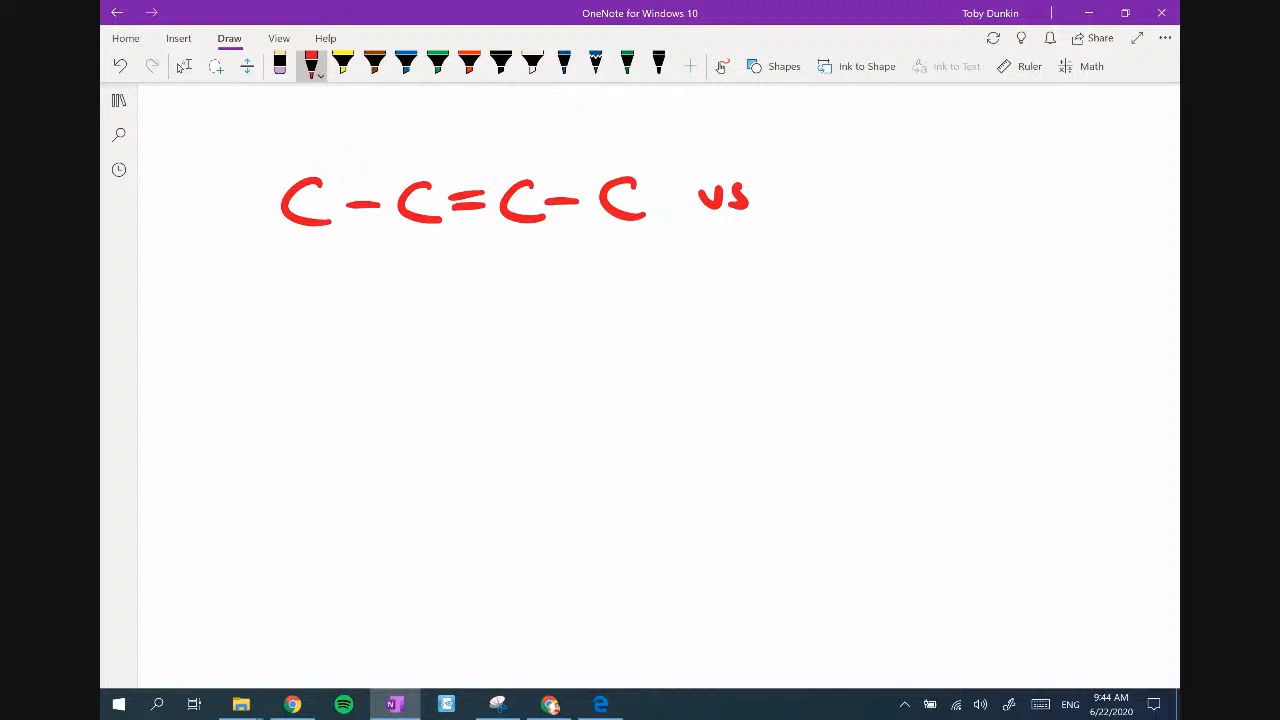 OneNote for Windows 10
Toby Dunkin
Home Insert Draw View Help
Share
Shapes Ink to Shape Ink to Text Ruler Math
C - C = C - C vs
ENG
9:44 AM
6/22/2020